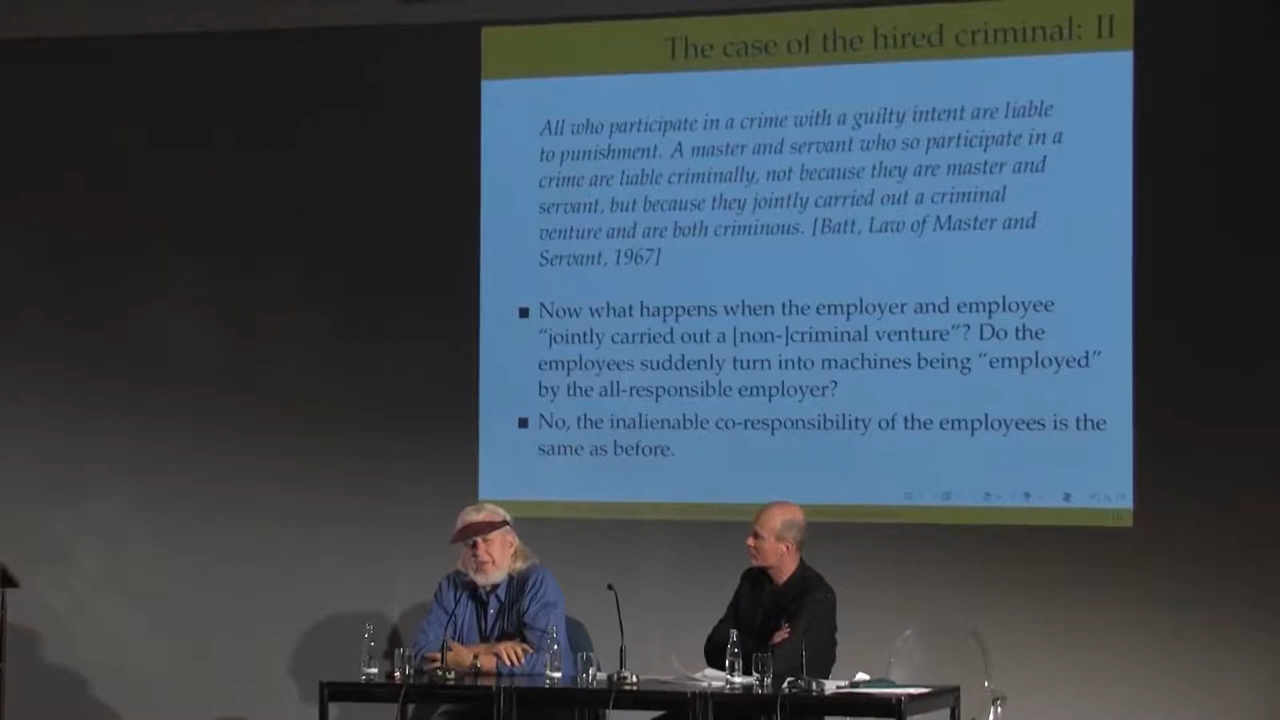 The case of the hired criminal: II
All who participate in a crime with a guilty intent are liable
to punishment. A master and servant who so participate in a
crime are liable criminally, not because they are master and
servant, but because they jointly carried out a criminal
venture and are both criminous. [Batt, Law of Master and
Servant, 1967]
Now what happens when the employer and employee
“jointly carried out a [non-]criminal venture”? Do the
employees suddenly turn into machines being “employed”
by the all-responsible employer?
No, the inalienable co-responsibility of the employees is the
same as before.